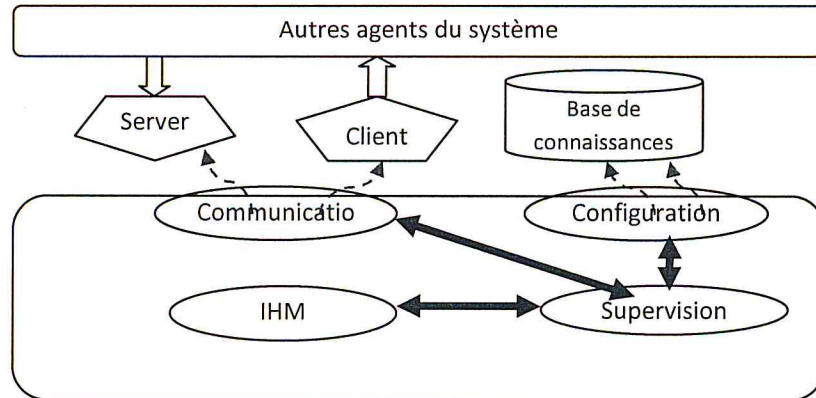 Autres agents du système
Server
Client
Base de
connaissances
Communicatio
Configuration
IHM
Supervision